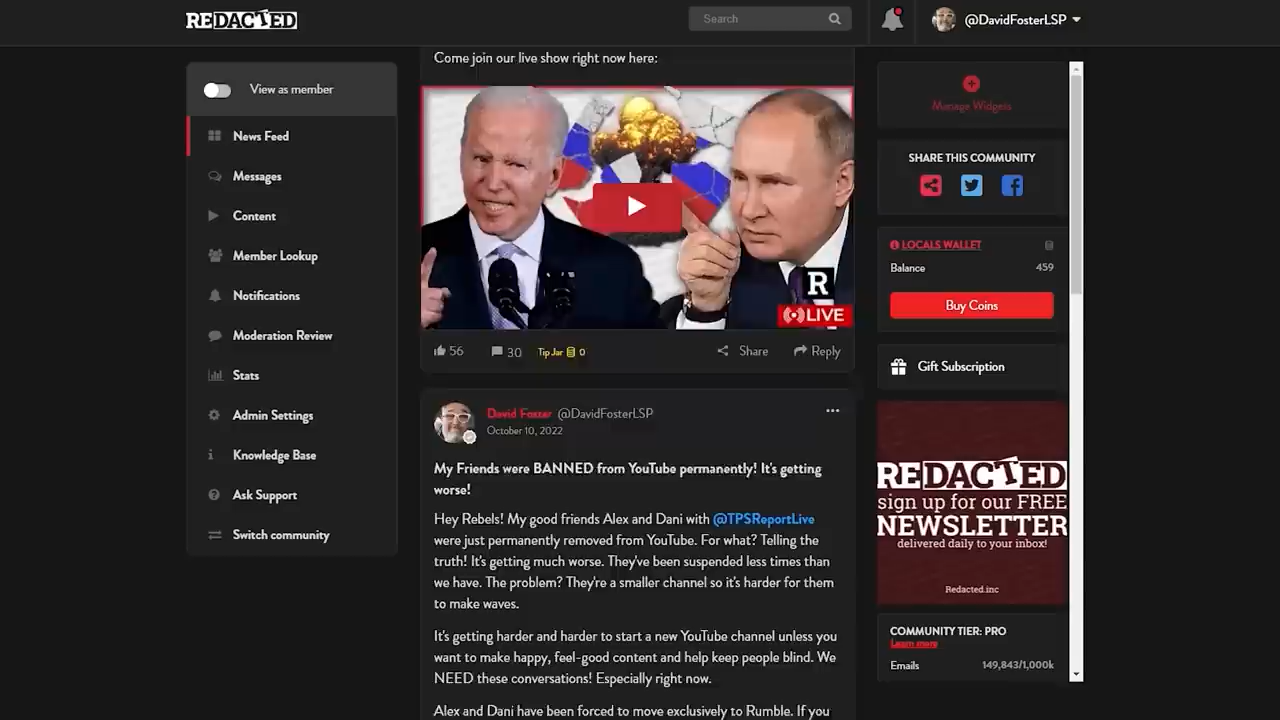 REDACTED
Search
@DavidFosterLSP
View as member
News Feed
Messages
Content
Member Lookup
Notifications
Moderation Review
Stats
Admin Settings
Knowledge Base
Ask Support
Switch community
Come join our live show right now here:
R
LIVE
56
30
Tip Jar 0
Share
Reply
David Foster @DavidFosterLSP
October 10, 2022
My Friends were BANNED from YouTube permanently! It's getting
worse!
Hey Rebels! My good friends Alex and Dani with @TPSReportLive
were just permanently removed from YouTube. For what? Telling the
truth! It's getting much worse. They've been suspended less times than
we have. The problem? They're a smaller channel so it's harder for them
to make waves.
It's getting harder and harder to start a new YouTube channel unless you
want to make happy, feel-good content and help keep people blind. We
NEED these conversations! Especially right now.
Alex and Dani have been forced to move exclusively to Rumble. If you
Manage Widgets
SHARE THIS COMMUNITY
LOCALS WALLET
Balance 459
Buy Coins
Gift Subscription
REDACTED
sign up for our FREE
NEWSLETTER
delivered daily to your inbox!
Redacted.inc
COMMUNITY TIER: PRO
Learn more
Emails 149,843/1,000k